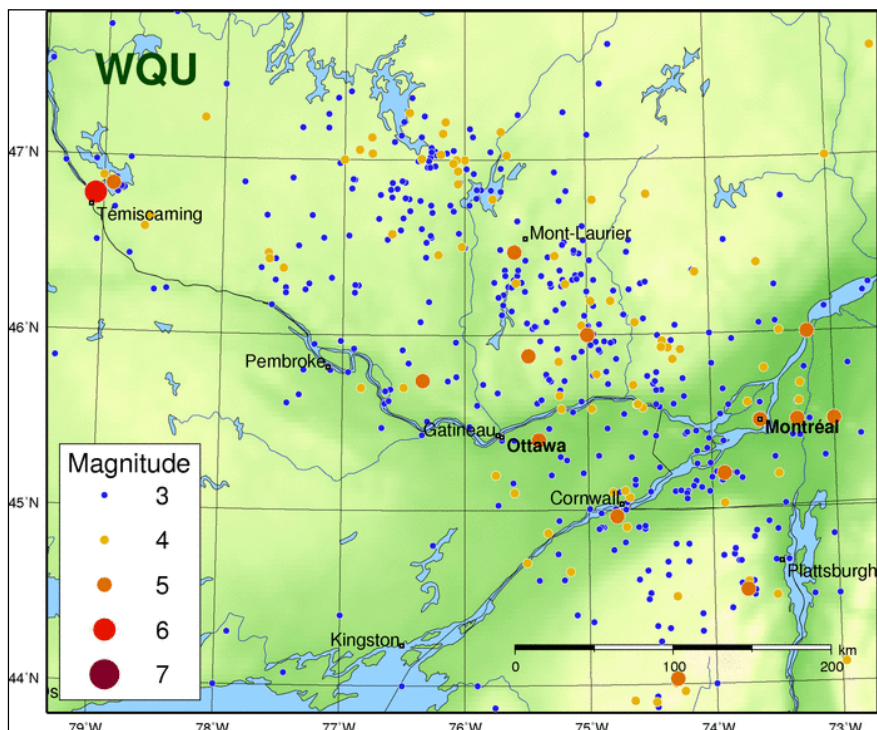 WQU
47°N
Témiscaming
Mont-Laurier
46°N
Pembroke
Gatineau
Ottawa
Montréal
Magnitude
3
4
5
6
7
45°N
Cornwall
Plattsburgh
Kingston
0 100 200
km
44°N
79°W 78°W 77°W 76°W 75°W 74°W 73°W